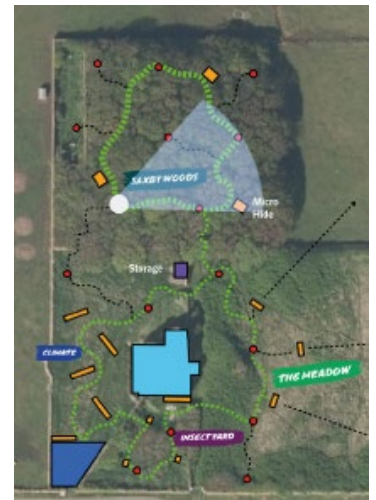 SAXBY WOODS
Micro
Hide
Storage
CLIMATE
THE MEADOW
INSECT YARD